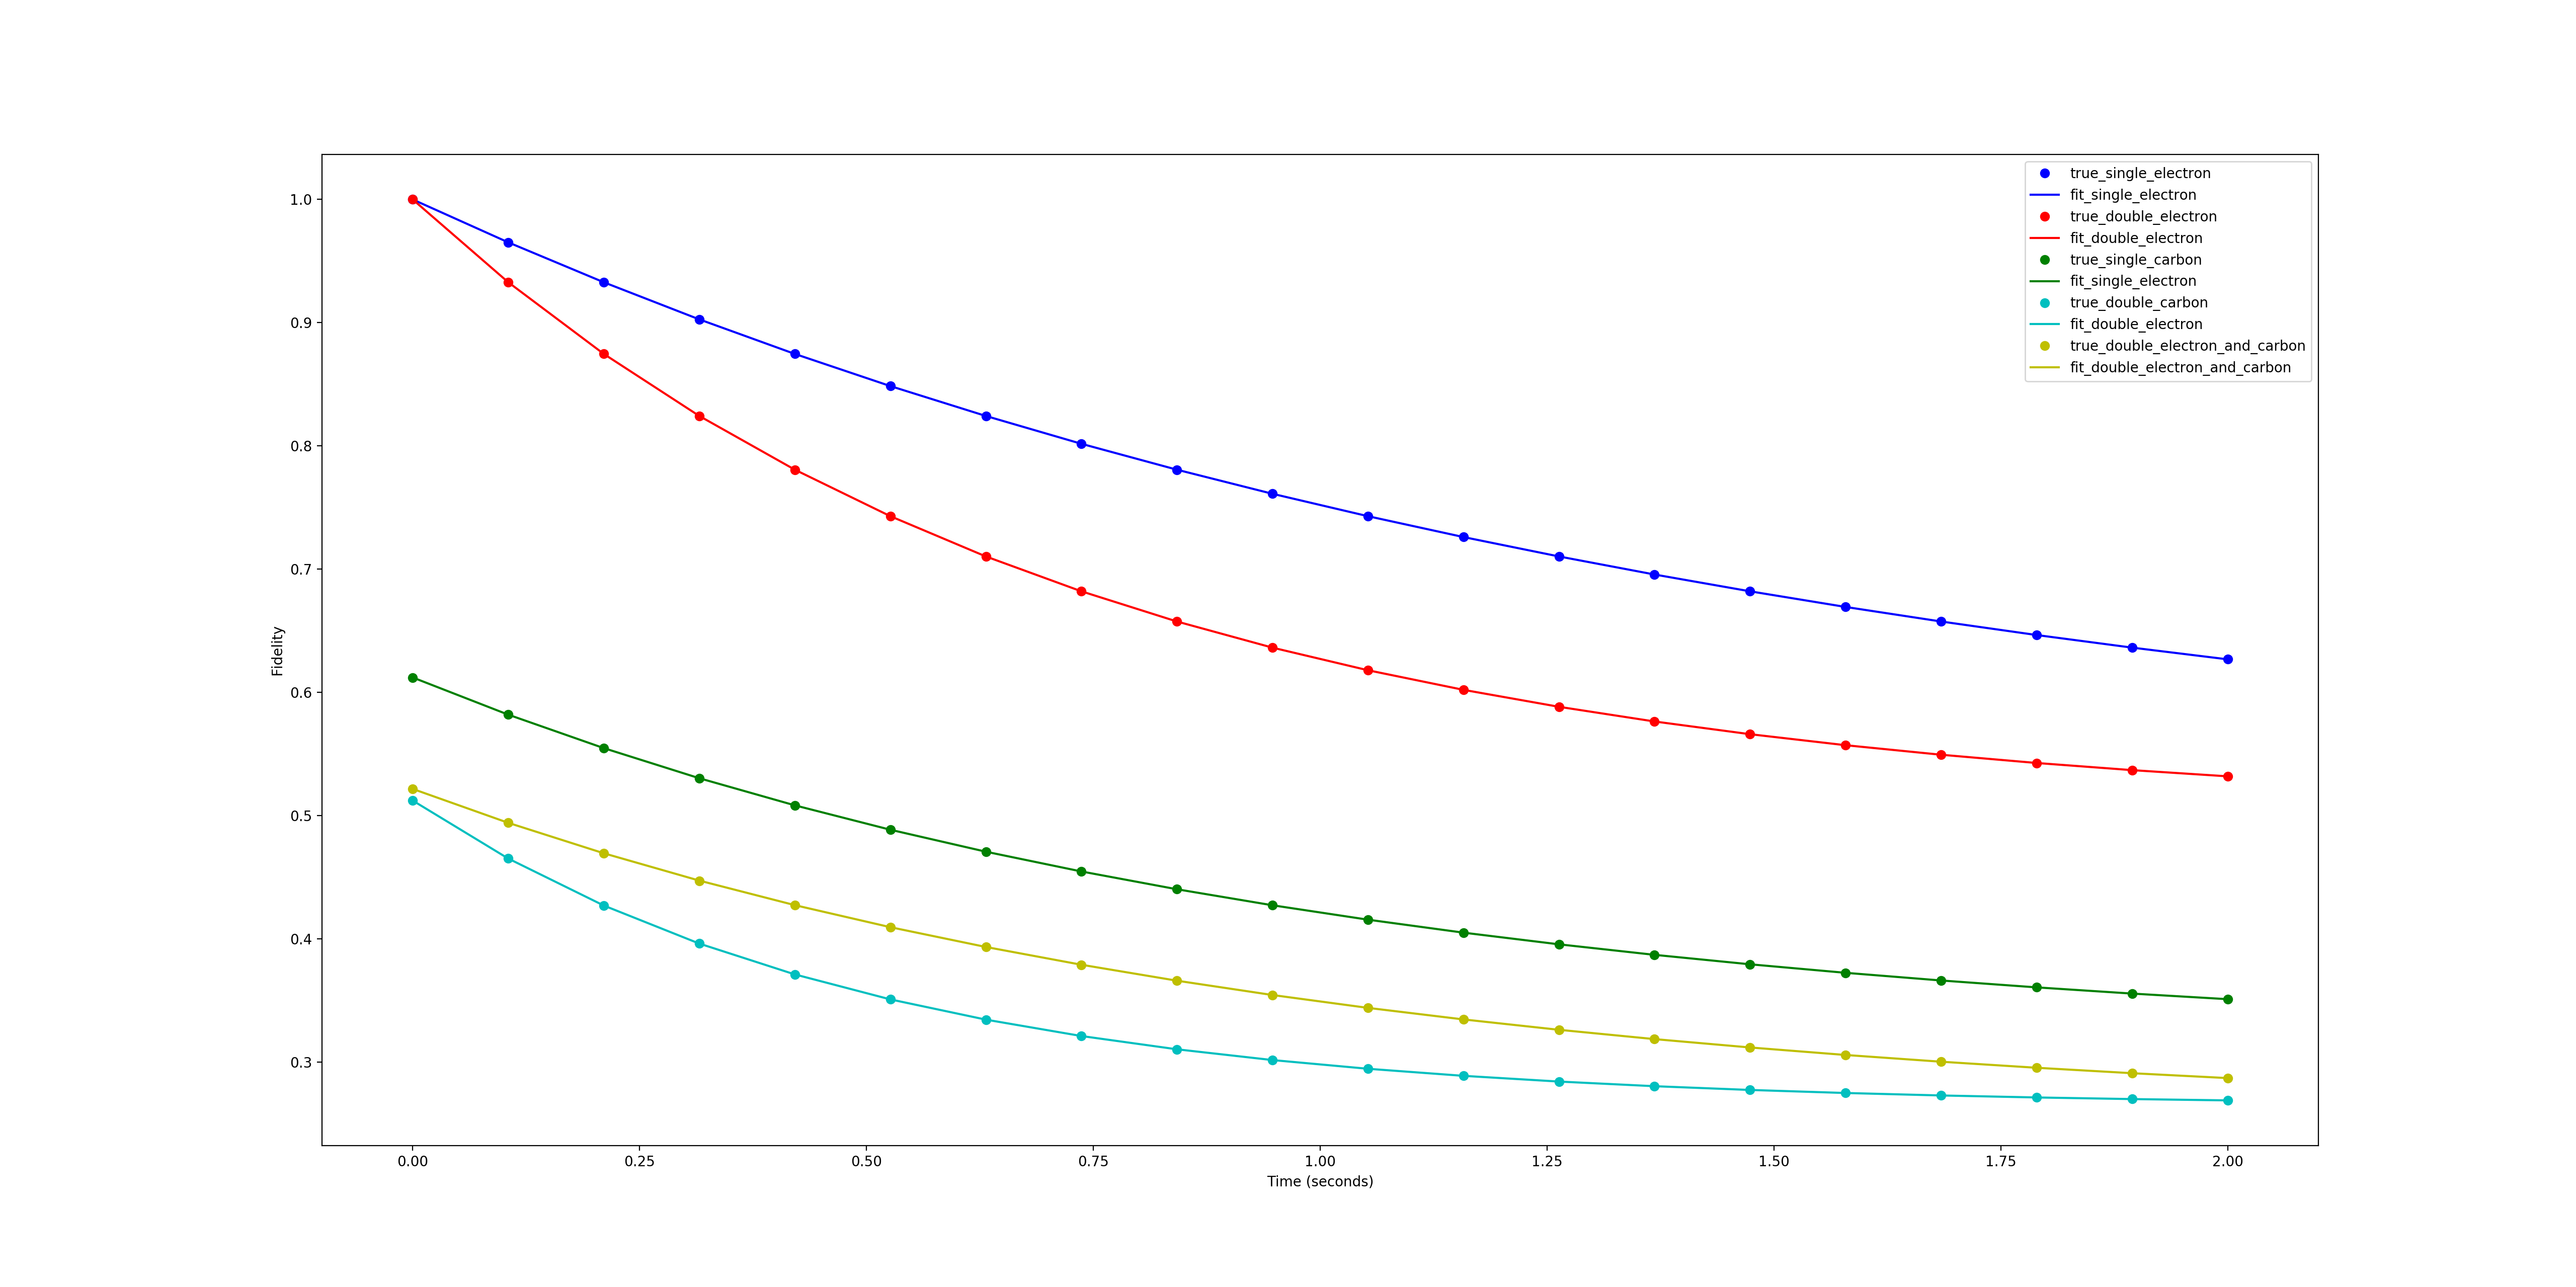 true_single_electron
fit_single_electron
true_double_electron
fit_double_electron
true_single_carbon
fit_single_electron
true_double_carbon
fit_double_electron
true_double_electron_and_carbon
fit_double_electron_and_carbon
1.0
0.9
0.8
0.7
0.6
0.5
0.4
0.3
Fidelity
0.00 0.25 0.50 0.75 1.00 1.25 1.50 1.75 2.00
Time (seconds)